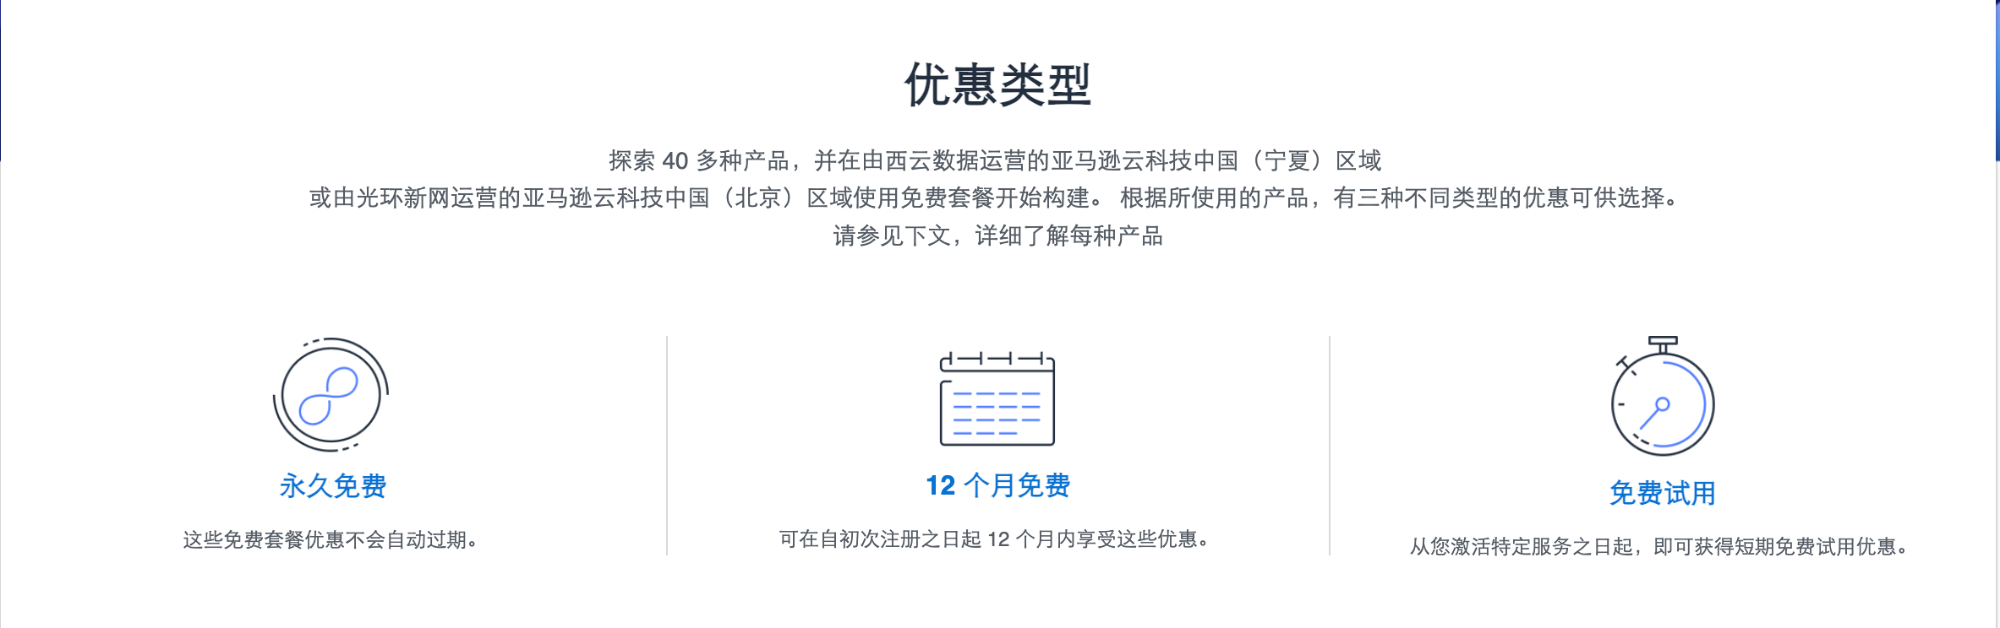 优惠类型
探索 40 多种产品，并在由西云数据运营的亚马逊云科技中国（宁夏）区域
或由光环新网运营的亚马逊云科技中国（北京）区域使用免费套餐开始构建。 根据所使用的产品，有三种不同类型的优惠可供选择。
请参见下文，详细了解每种产品
永久免费
这些免费套餐优惠不会自动过期。
12 个月免费
可在自初次注册之日起 12 个月内享受这些优惠。
免费试用
从您激活特定服务之日起，即可获得短期免费试用优惠。